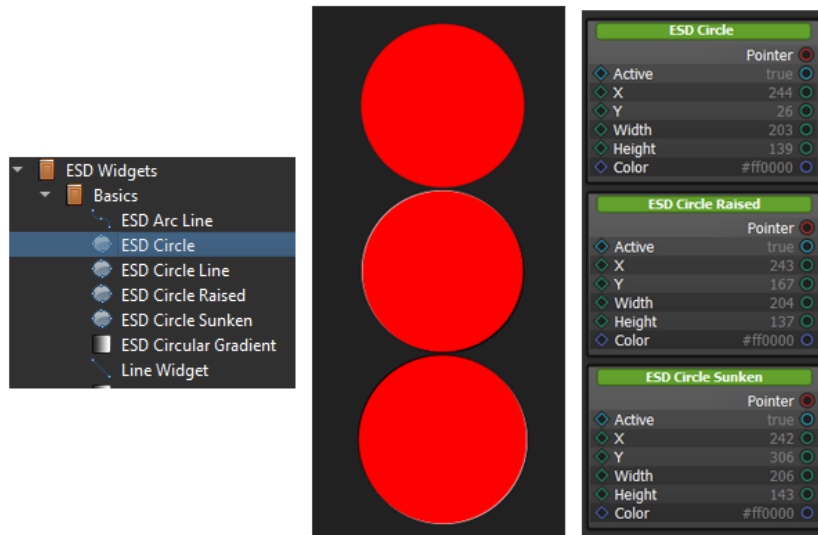 ESD Widgets
Basics
ESD Arc Line
ESD Circle
ESD Circle Line
ESD Circle Raised
ESD Circle Sunken
ESD Circular Gradient
Line Widget
ESD Circle
Pointer
Active true
X 244
Y 26
Width 203
Height 139
Color #ff0000
ESD Circle Raised
Pointer
Active true
X 243
Y 167
Width 204
Height 137
Color #ff0000
ESD Circle Sunken
Pointer
Active true
X 242
Y 306
Width 206
Height 143
Color #ff0000